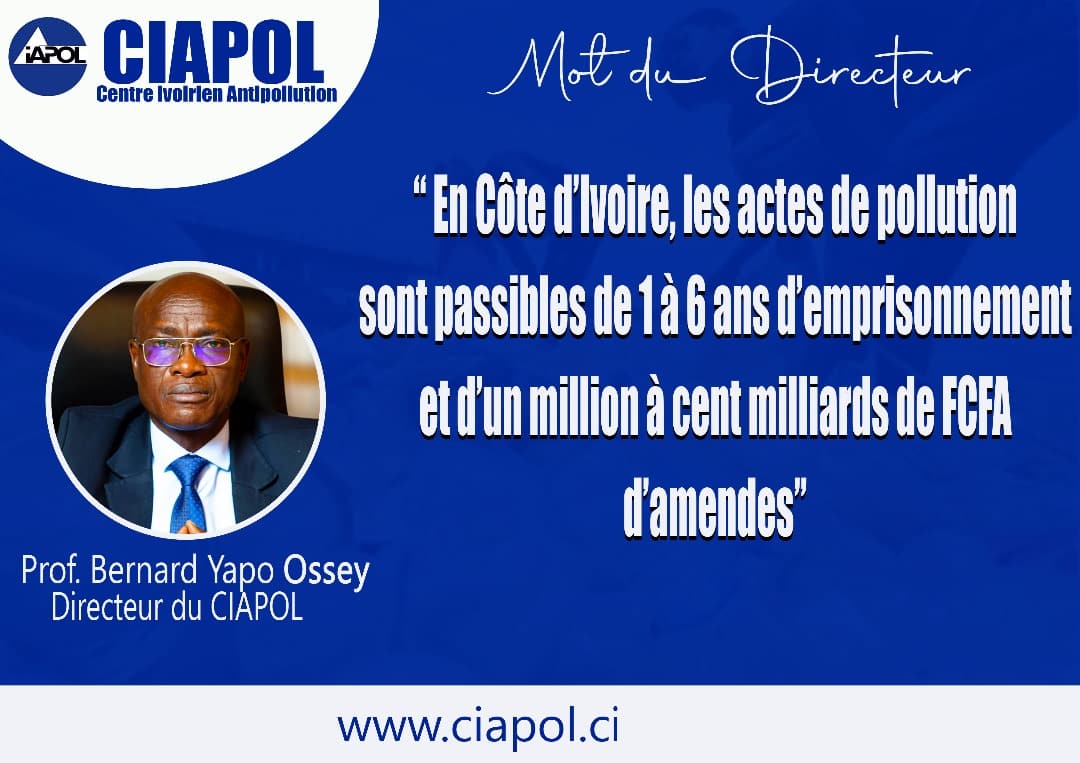 iAPOL
CIAPOL
Centre Ivoirien Antipollution
Mot du Directeur
“ En Côte d’Ivoire, les actes de pollution
sont passibles de 1 à 6 ans d’emprisonnement
et d’un million à cent milliards de FCFA
d’amendes”
Prof. Bernard Yapo Ossey
Directeur du CIAPOL
www.ciapol.ci